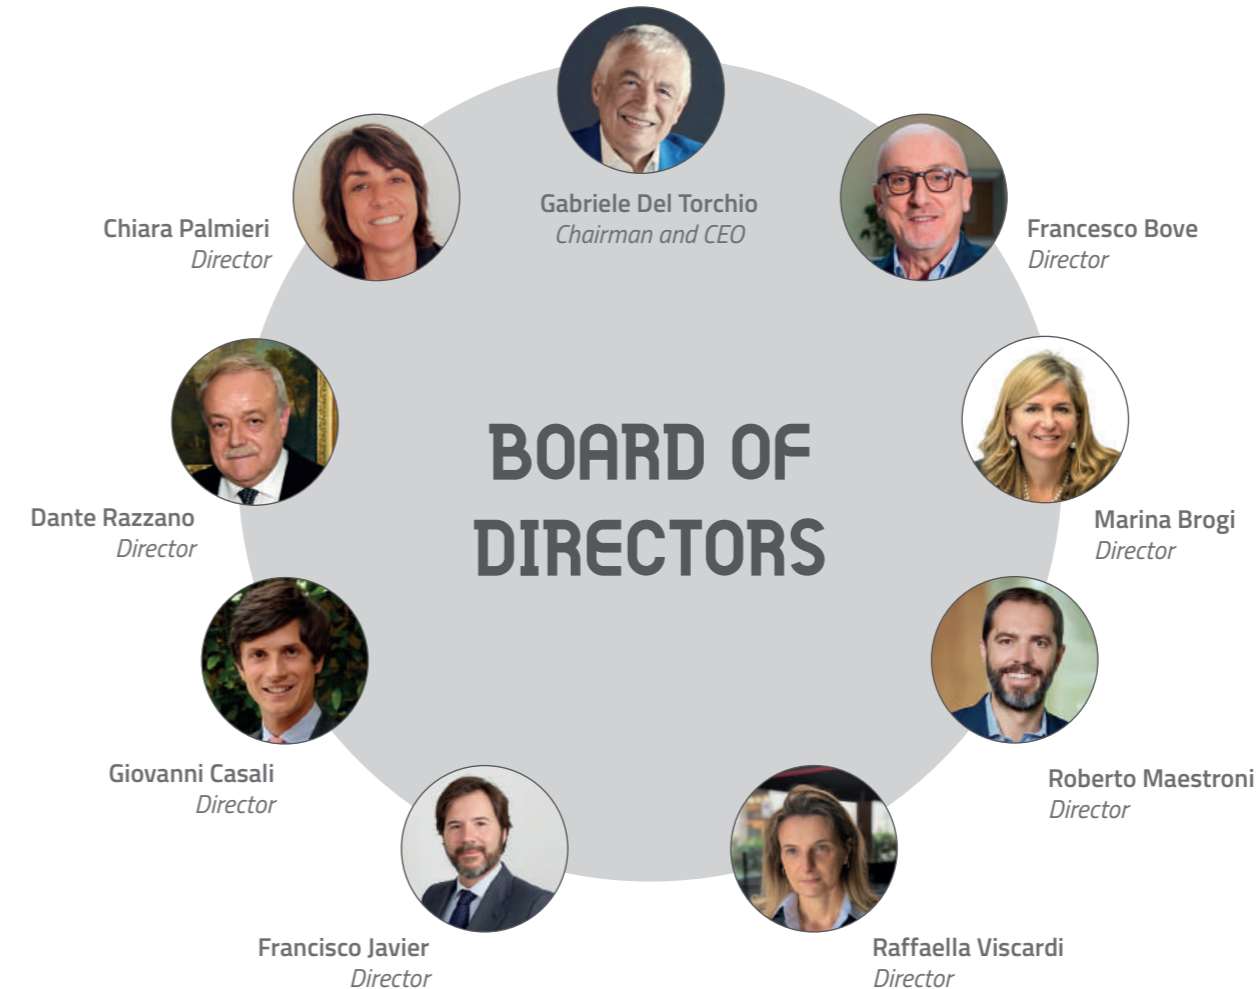 Gabriele Del Torchio
Chairman and CEO
Chiara Palmieri
Director
Francesco Bove
Director
BOARD OF
DIRECTORS
Dante Razzano
Director
Marina Brogi
Director
Giovanni Casali
Director
Roberto Maestroni
Director
Francisco Javier
Director
Raffaella Viscardi
Director